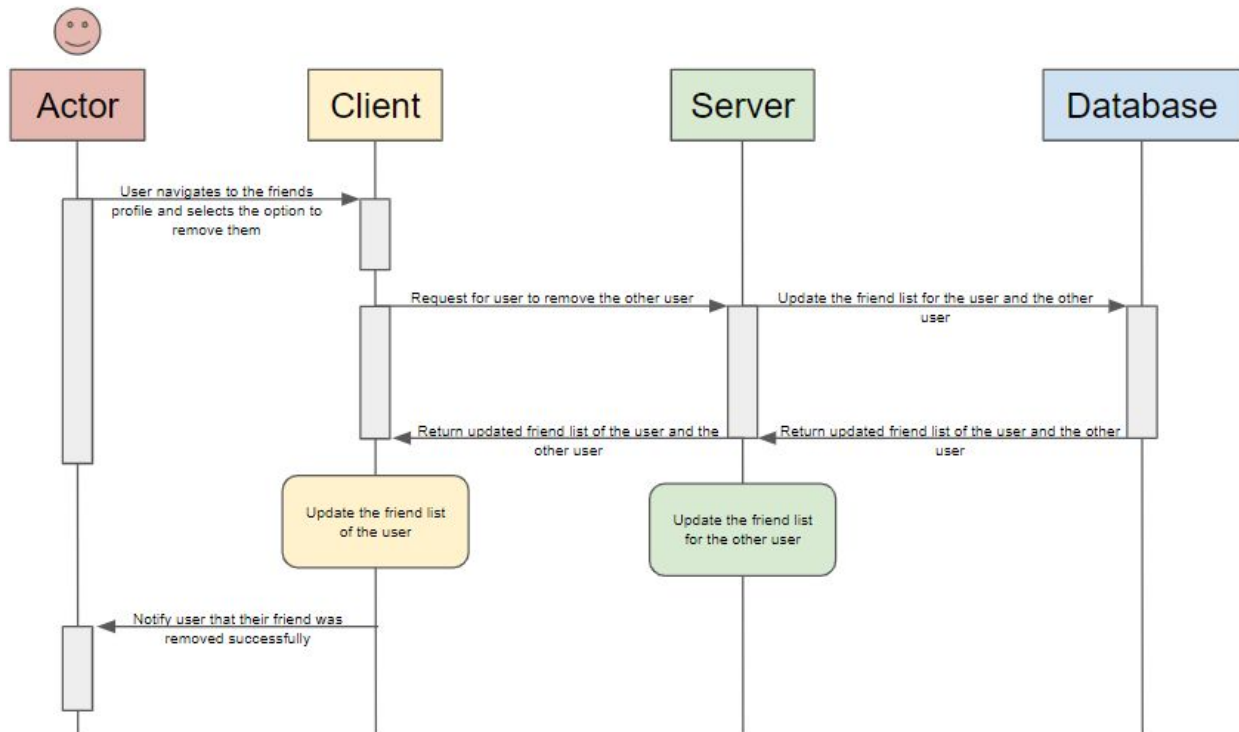 Actor
Client
Server
Database
User navigates to the friends
profile and selects the option to
remove them
Request for user to remove the other user
Update the friend list for the user and the other
user
Return updated friend list of the user and the
other user
Return updated friend list of the user and the other
user
Update the friend list
of the user
Update the friend list
for the other user
Notify user that their friend was
removed successfully